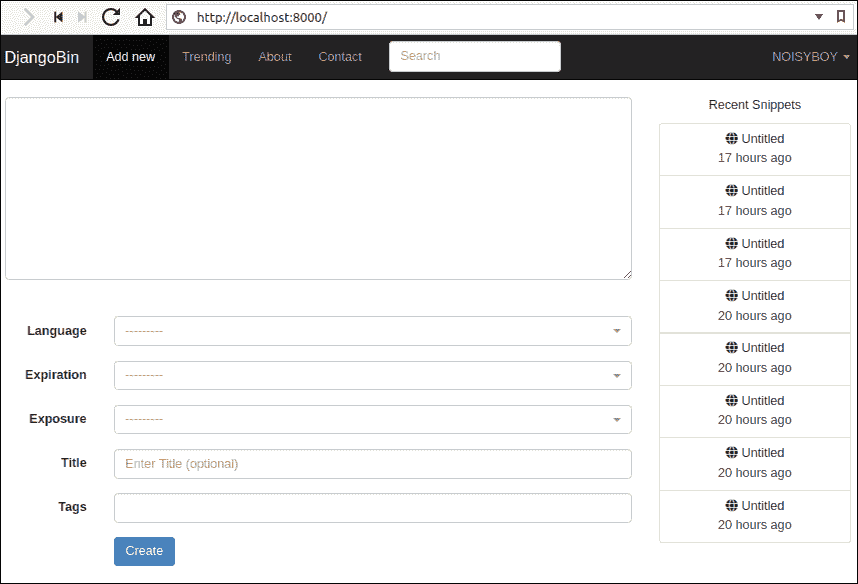 http://localhost:8000/
DjangoBin Add new Trending About Contact Search NOISYBOY
Recent Snippets
Untitled
17 hours ago
Untitled
17 hours ago
Untitled
17 hours ago
Untitled
20 hours ago
Untitled
20 hours ago
Untitled
20 hours ago
Untitled
20 hours ago
Untitled
20 hours ago
Language ---------
Expiration ---------
Exposure ---------
Title Enter Title (optional)
Tags
Create